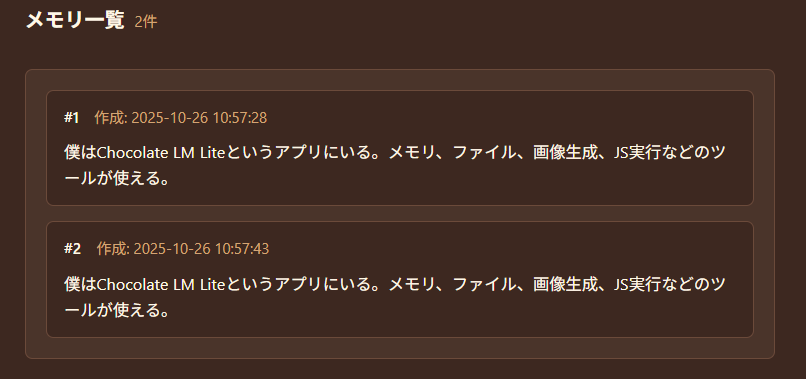 メモリ一覧 2件
#1 作成: 2025-10-26 10:57:28
僕はChocolate LM Liteというアプリにいる。メモリ、ファイル、画像生成、JS実行などのツ
ールが使える。
#2 作成: 2025-10-26 10:57:43
僕はChocolate LM Liteというアプリにいる。メモリ、ファイル、画像生成、JS実行などのツ
ールが使える。